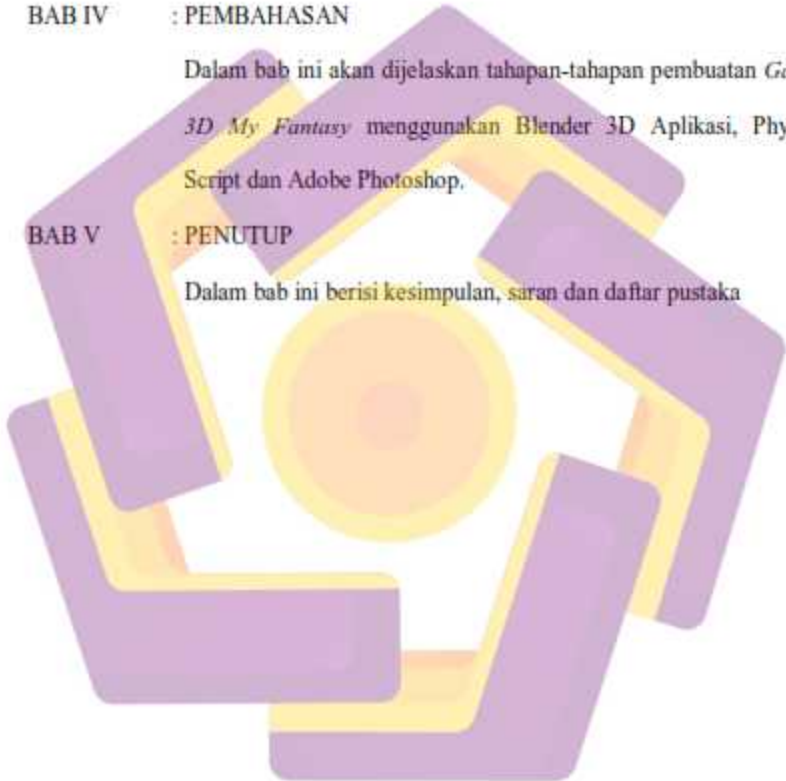 BAB IV : PEMBAHASAN
Dalam bab ini akan dijelaskan tahapan-tahapan pembuatan
3D My Fantasy menggunakan Blender 3D Aplikasi,
Script dan Adobe Photoshop.
BAB V : PENUTUP
Dalam bab ini berisi kesimpulan, saran dan daftar pustaka